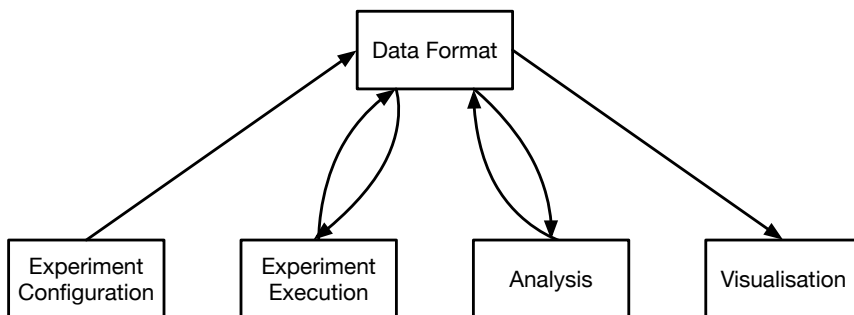 Data Format
Experiment
Configuration
Experiment
Execution
Analysis
Visualisation